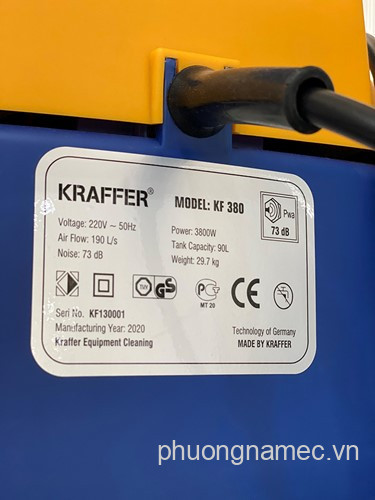 KRAFFER®
MODEL: KF 380
Voltage: 220V ~ 50Hz
Air Flow: 190 L/s
Noise: 73 dB
Power: 3800W
Tank Capacity: 90L
Weight: 29.7 kg
Pwa
73 dB
TUV GS
PC
MT 20
CE
Seri No. KF130001
Manufacturing Year: 2020
Kraffer Equipment Cleaning
Technology of Germany
MADE BY KRAFFER
phuongnamec.vn